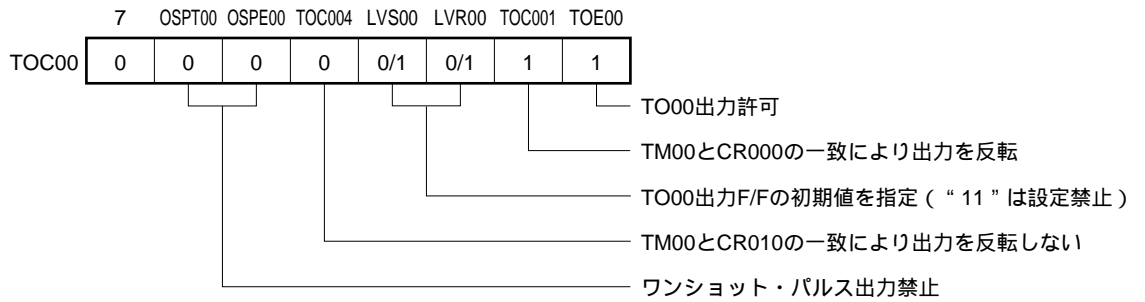 7 OSPT00 OSPE00 TOC004 LVS00 LVR00 TOC001 TOE00
TOC00 0 0 0 0 0/1 0/1 1 1
TO00出力許可
TM00とCR000の一致により出力を反転
TO00出力F/Fの初期値を指定（“11”は設定禁止）
TM00とCR010の一致により出力を反転しない
ワンショット・パルス出力禁止